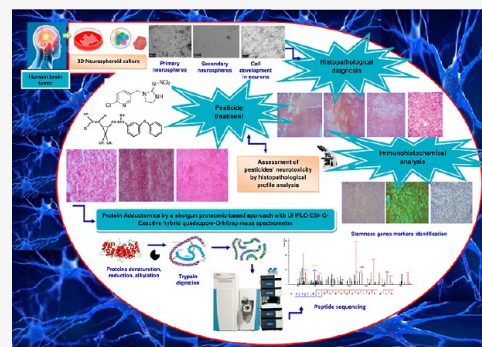 Human brain
tumor
3D-Neurospheroid culture
Primary
neurospheres
Secondary
neurospheres
Cell
development
in neurons
Histopathological
diagnosis
Pesticide
treatment
Assessment of
pesticides' neurotoxicity
by histopathological
profile analysis
Immunohistochemical
analysis
Stemness genes markers identification
Protein Adductomics by a shotgun proteomic-based approach with UHPLC-ESI-Q-
Exactive hybrid quadrupole-Orbitrap mass spectrometer
Proteins denaturation,
reduction, alkylation
Trypsin
digestion
Peptide sequencing